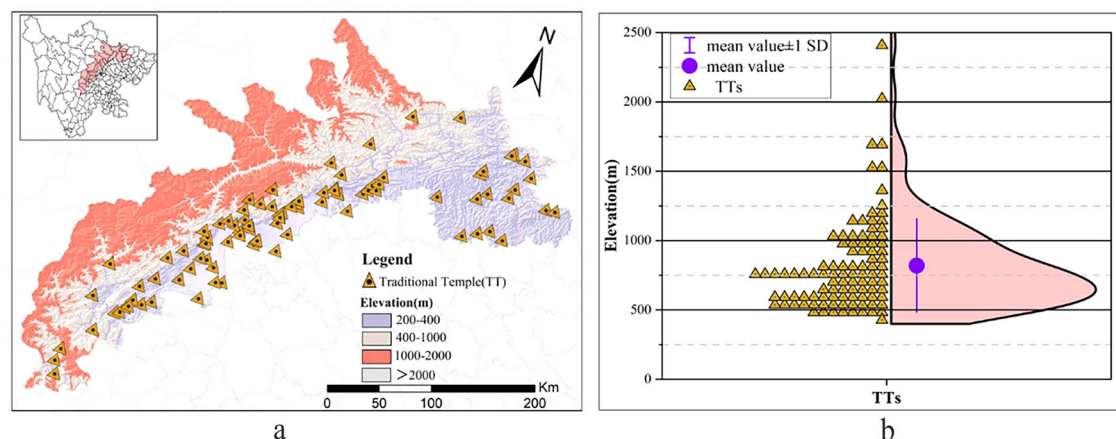 N
Legend
Traditional Temple(TT)
Elevation(m)
200-400
400-1000
1000-2000
>2000
Km
0 50 100 200
a
mean value±1 SD
mean value
TTs
Elevation(m)
2500
2000
1500
1000
500
0
TTs
b